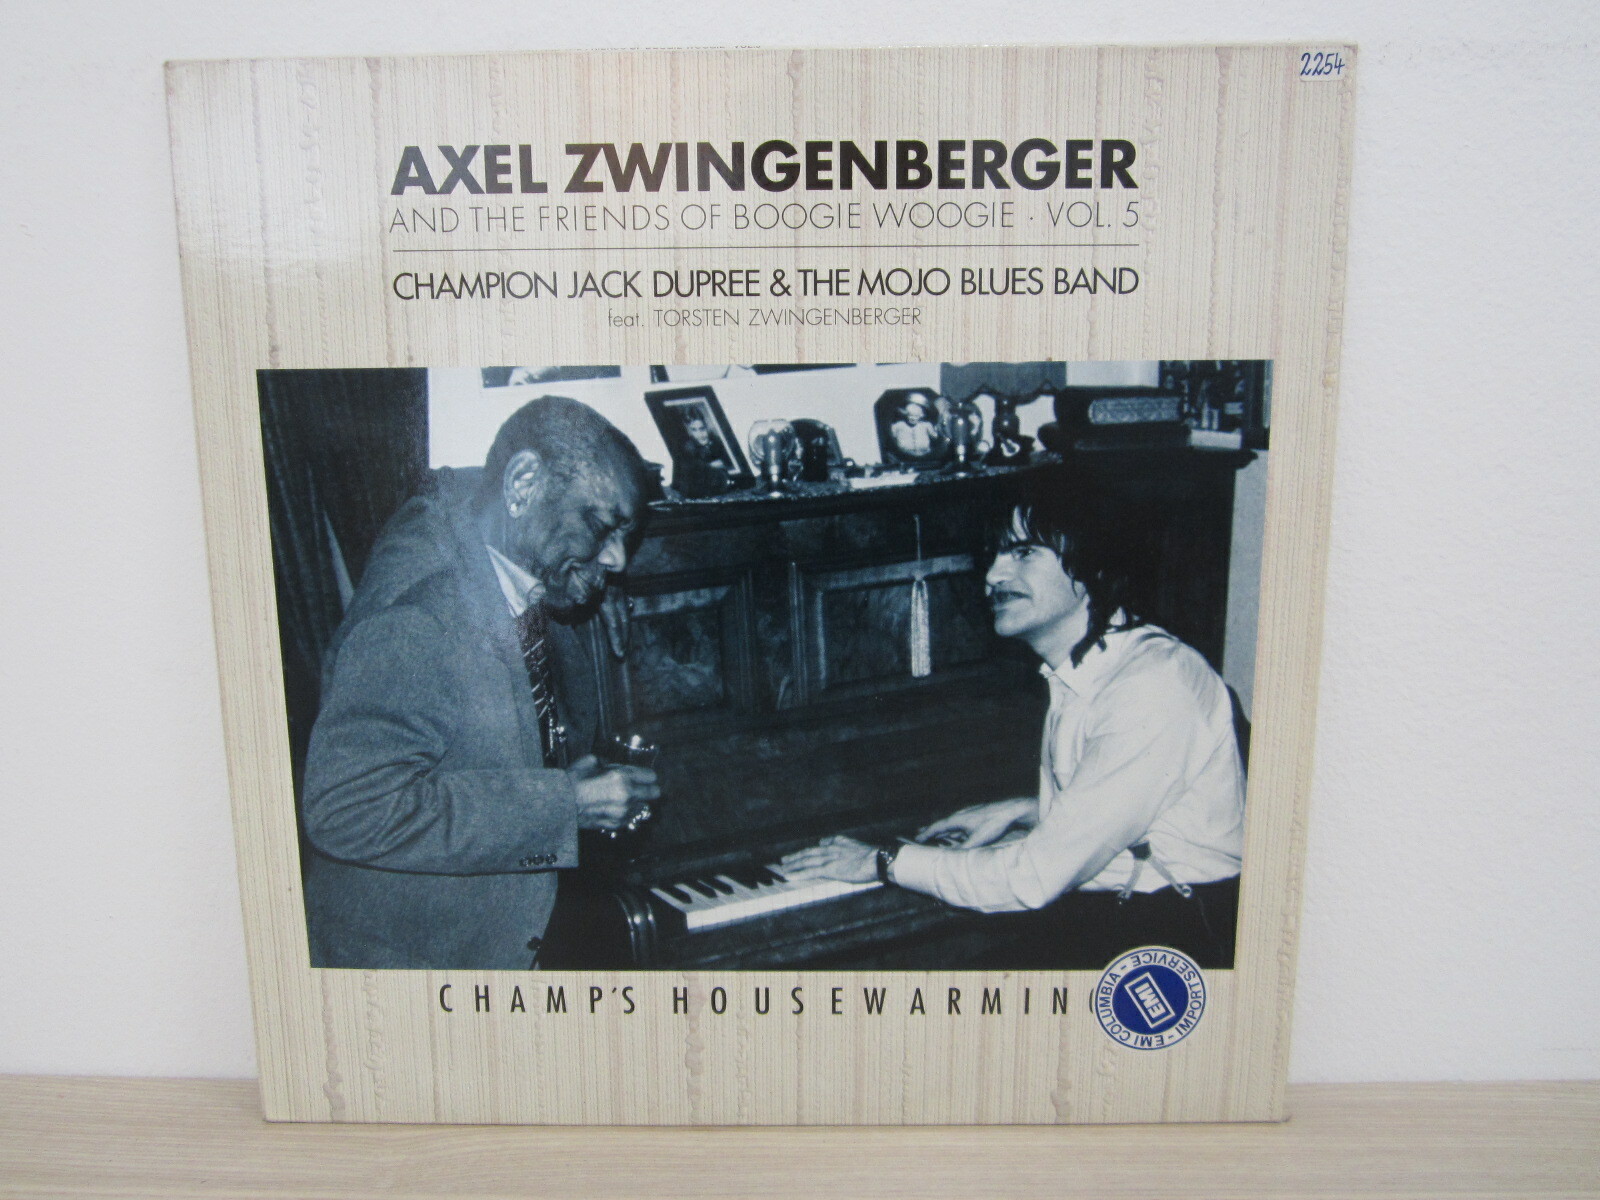 2254
AXEL ZWINGENBERGER
AND THE FRIENDS OF BOOGIE WOOGIE · VOL. 5
CHAMPION JACK DUPREE & THE MOJO BLUES BAND
feat. TORSTEN ZWINGENBERGER
CHAMP'S HOUSEWARMIN
EMI COLUMBIA - IMPORTSERVICE -
EMI